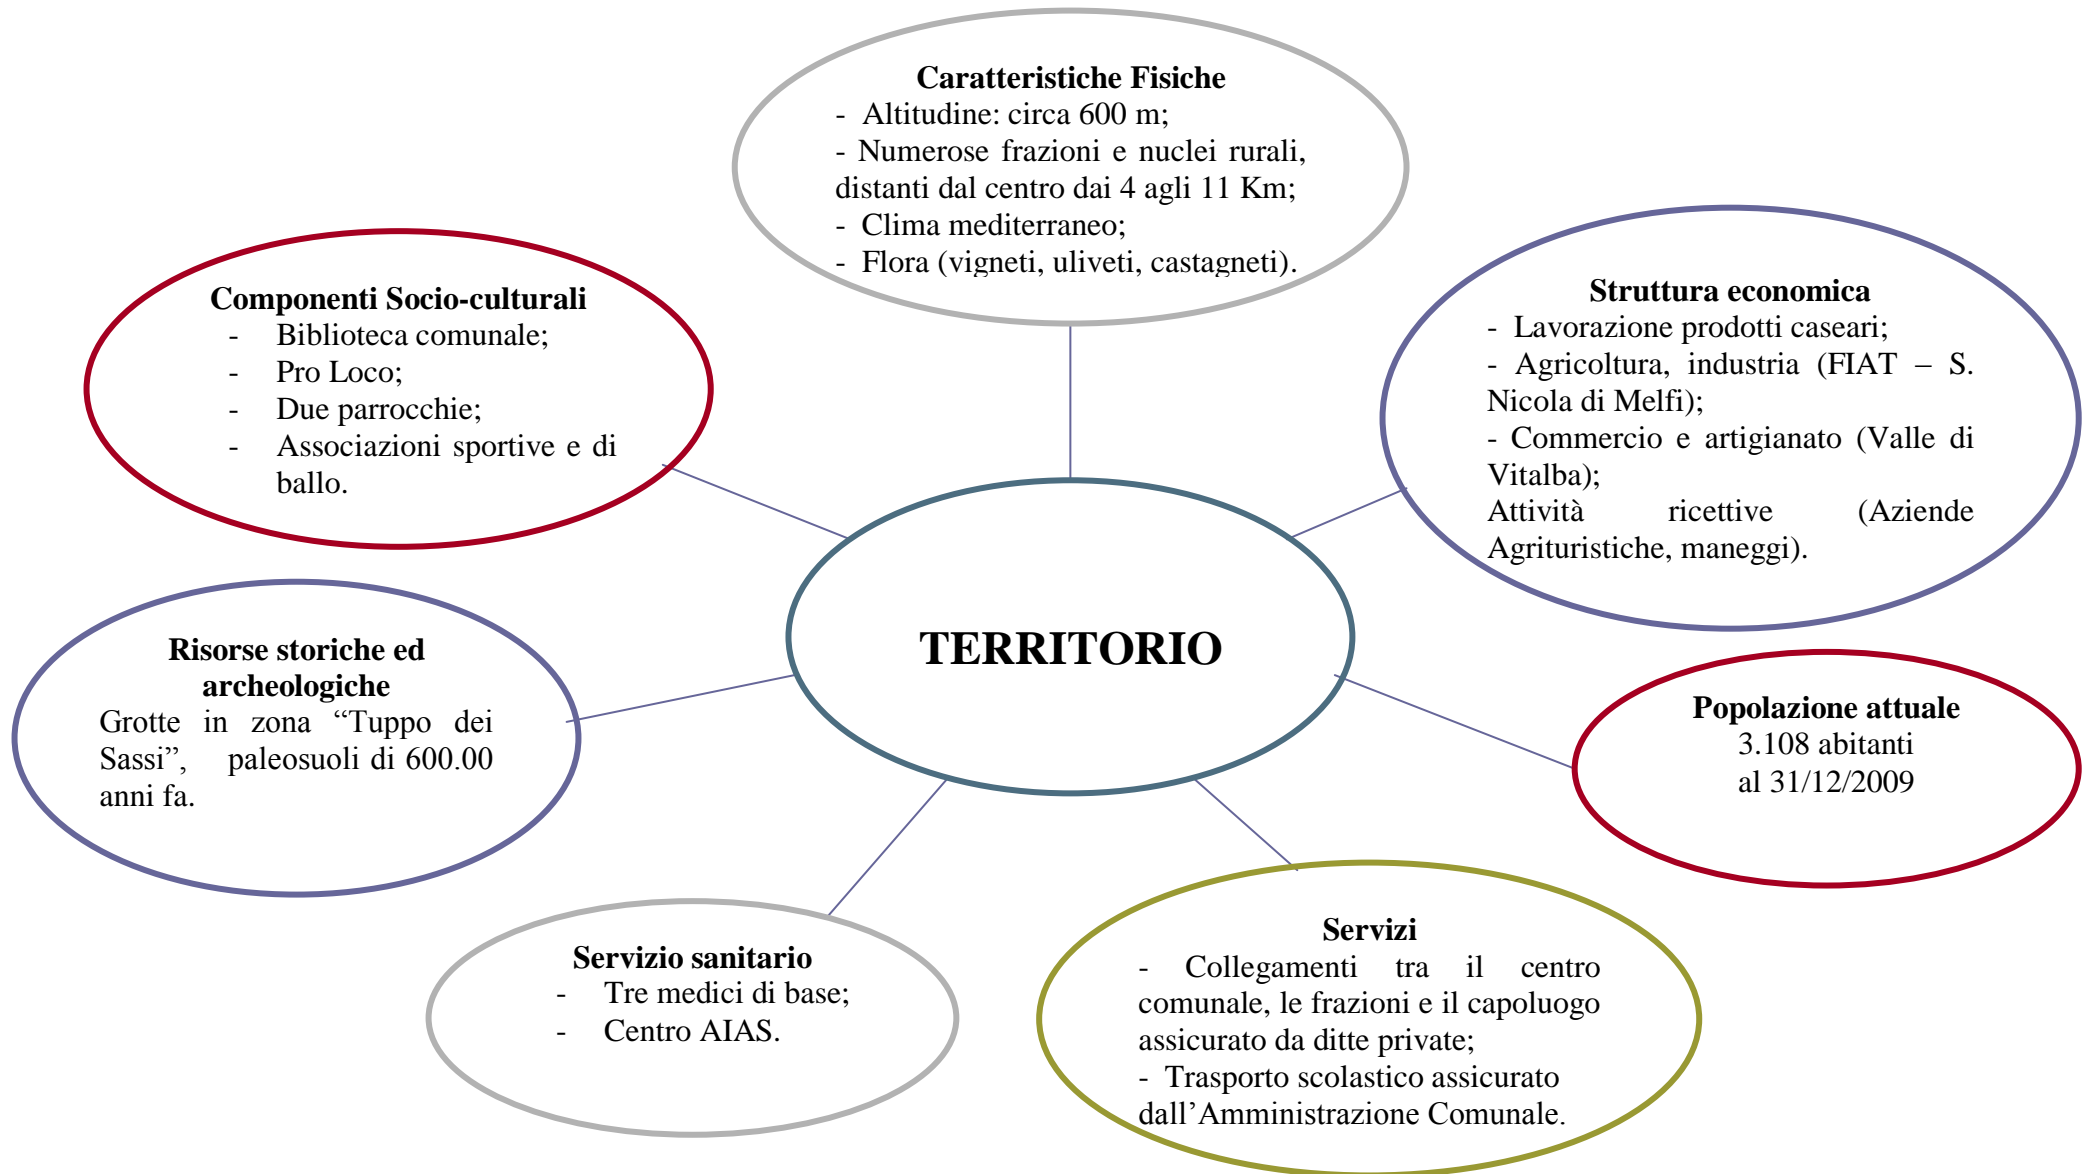 Caratteristiche Fisiche
- Altitudine: circa 600 m;
- Numerose frazioni e nuclei rurali,
distanti dal centro dai 4 agli 11 Km;
- Clima mediterraneo;
- Flora (vigneti, uliveti, castagneti).
Componenti Socio-culturali
- Biblioteca comunale;
- Pro Loco;
- Due parrocchie;
- Associazioni sportive e di
ballo.
Struttura economica
- Lavorazione prodotti caseari;
- Agricoltura, industria (FIAT – S.
Nicola di Melfi);
- Commercio e artigianato (Valle di
Vitalba);
Attività ricettive (Aziende
Agrituristiche, maneggi).
TERRITORIO
Risorse storiche ed
archeologiche
Grotte in zona “Tuppo dei
Sassi”, paleosuoli di 600.00
anni fa.
Popolazione attuale
3.108 abitanti
al 31/12/2009
Servizio sanitario
- Tre medici di base;
- Centro AIAS.
Servizi
- Collegamenti tra il centro
comunale, le frazioni e il capoluogo
assicurato da ditte private;
- Trasporto scolastico assicurato
dall’Amministrazione Comunale.